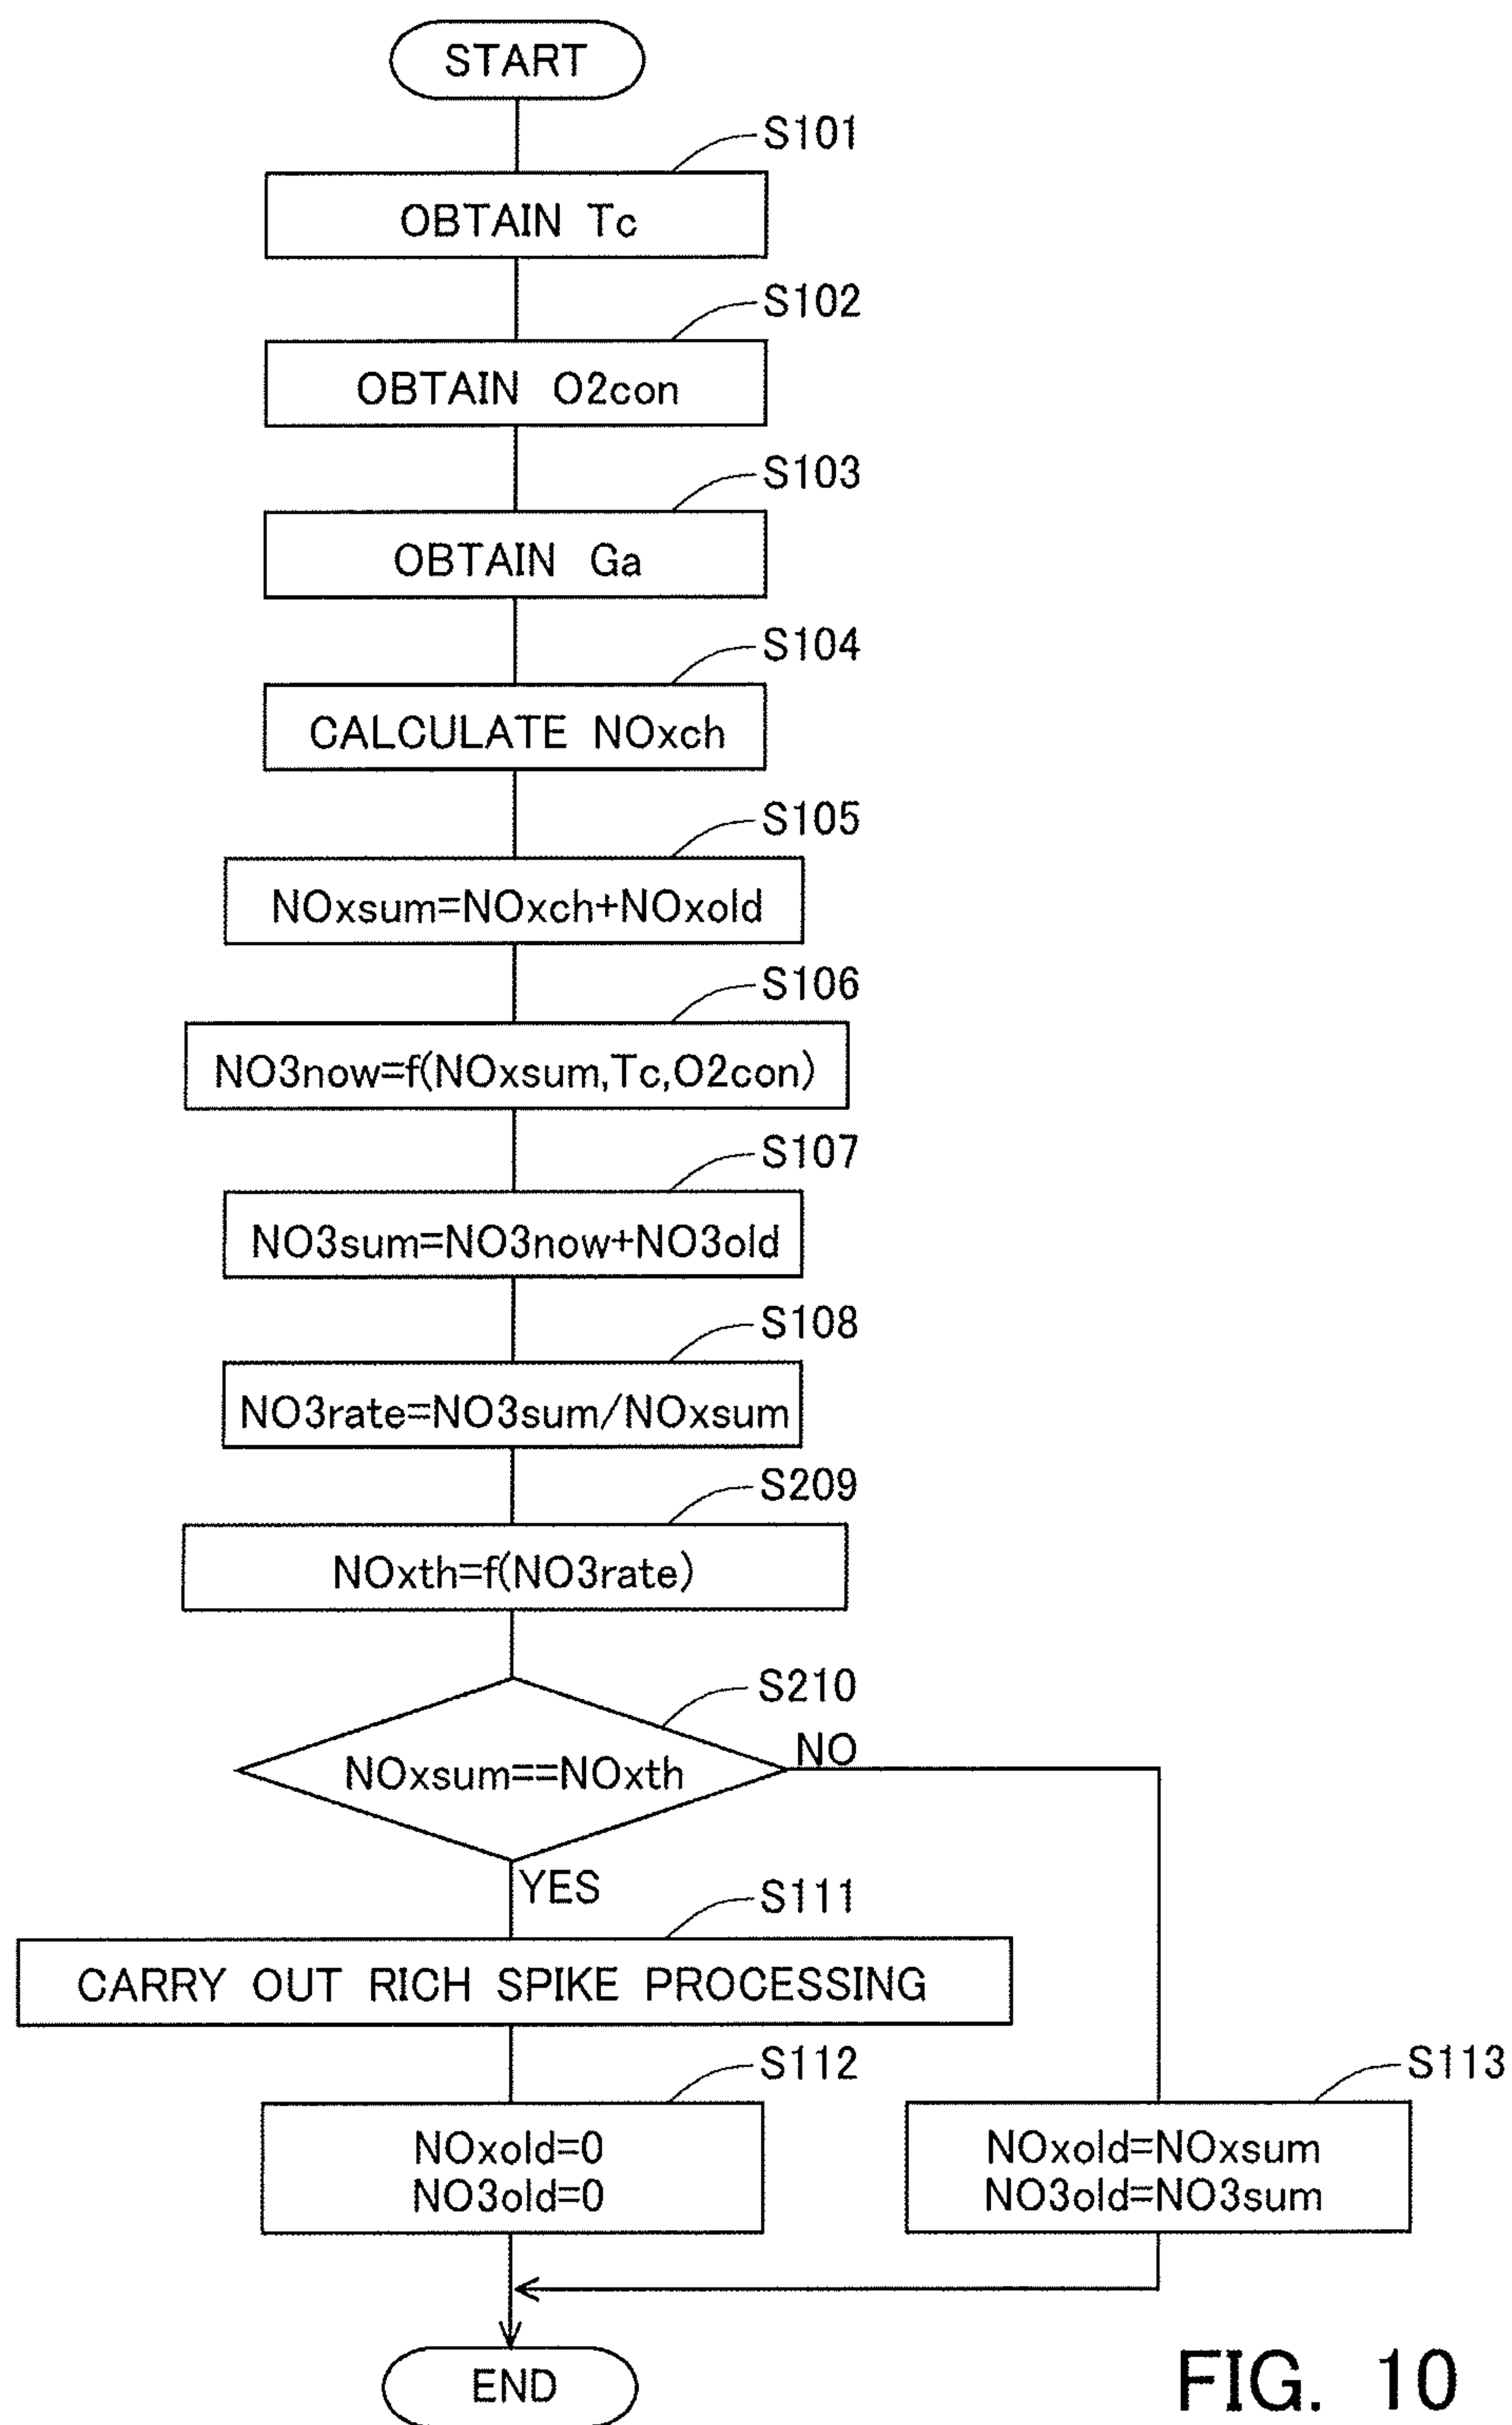 START
S101
OBTAIN Tc
S102
OBTAIN O2con
S103
OBTAIN Ga
S104
CALCULATE NOxch
S105
NOxsum=NOxch+NOxold
S106
NO3now=f(NOxsum,Tc,O2con)
S107
NO3sum=NO3now+NO3old
S108
NO3rate=NO3sum/NOxsum
S209
NOxth=f(NO3rate)
S210
NOxsum==NOxth
NO
YES
S111
CARRY OUT RICH SPIKE PROCESSING
S112
NOxold=0
NO3old=0
S113
NOxold=NOxsum
NO3old=NO3sum
END
FIG. 10